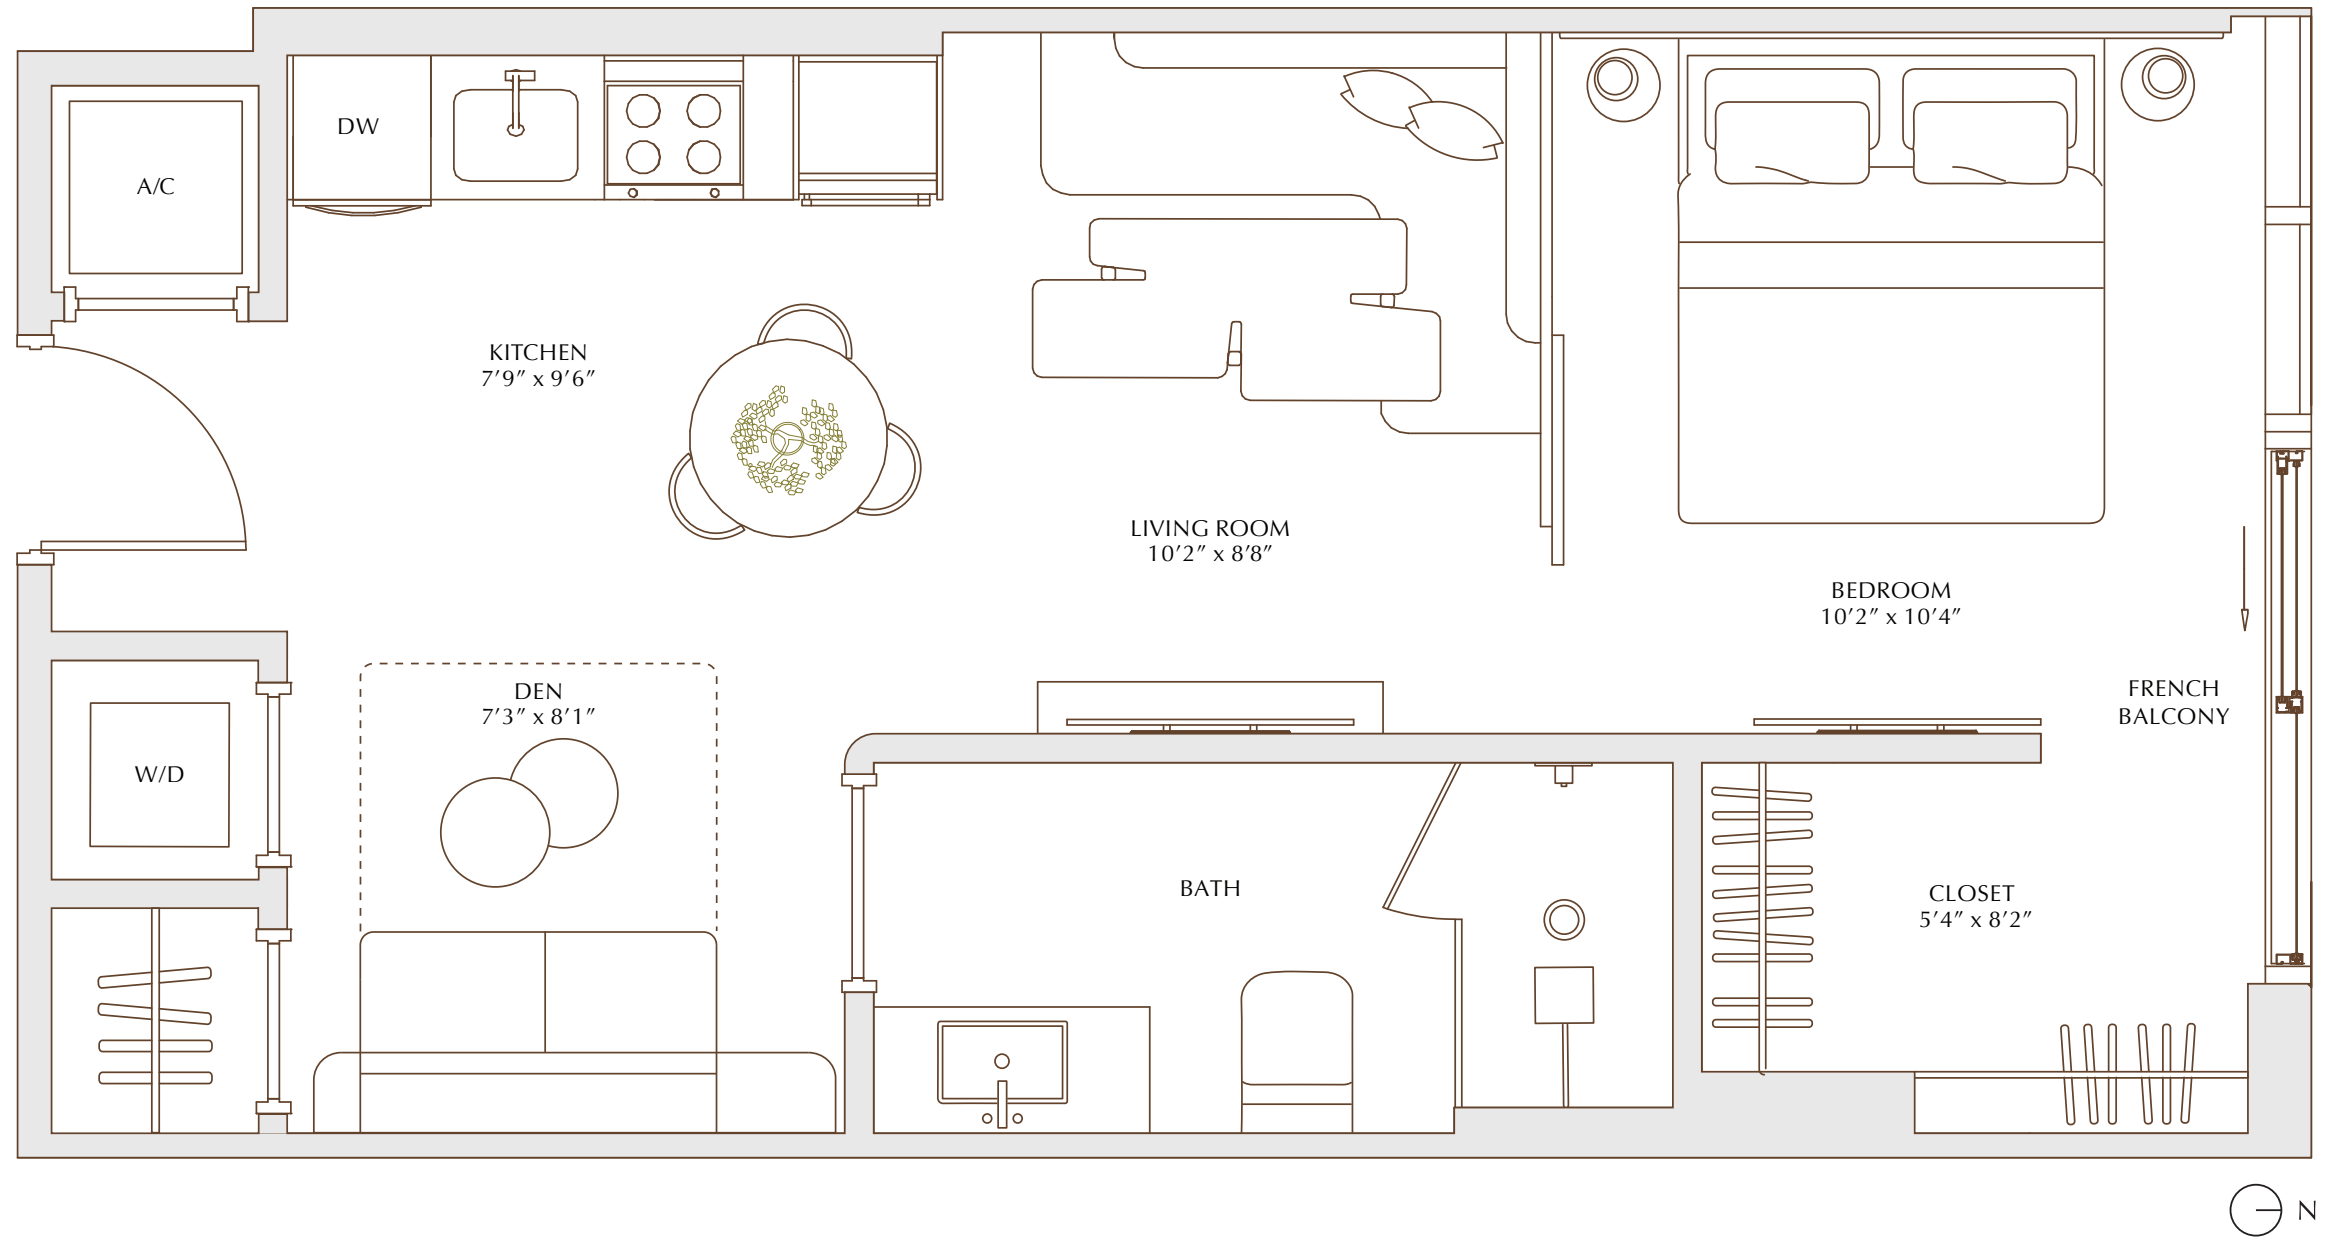 DW
A/C
KITCHEN
7’9” x 9’6”
LIVING ROOM
10’2” x 8’8”
BEDROOM
10’2” x 10’4”
DEN
7’3” x 8’1”
FRENCH
BALCONY
W/D
BATH
CLOSET
5’4” x 8’2”
N